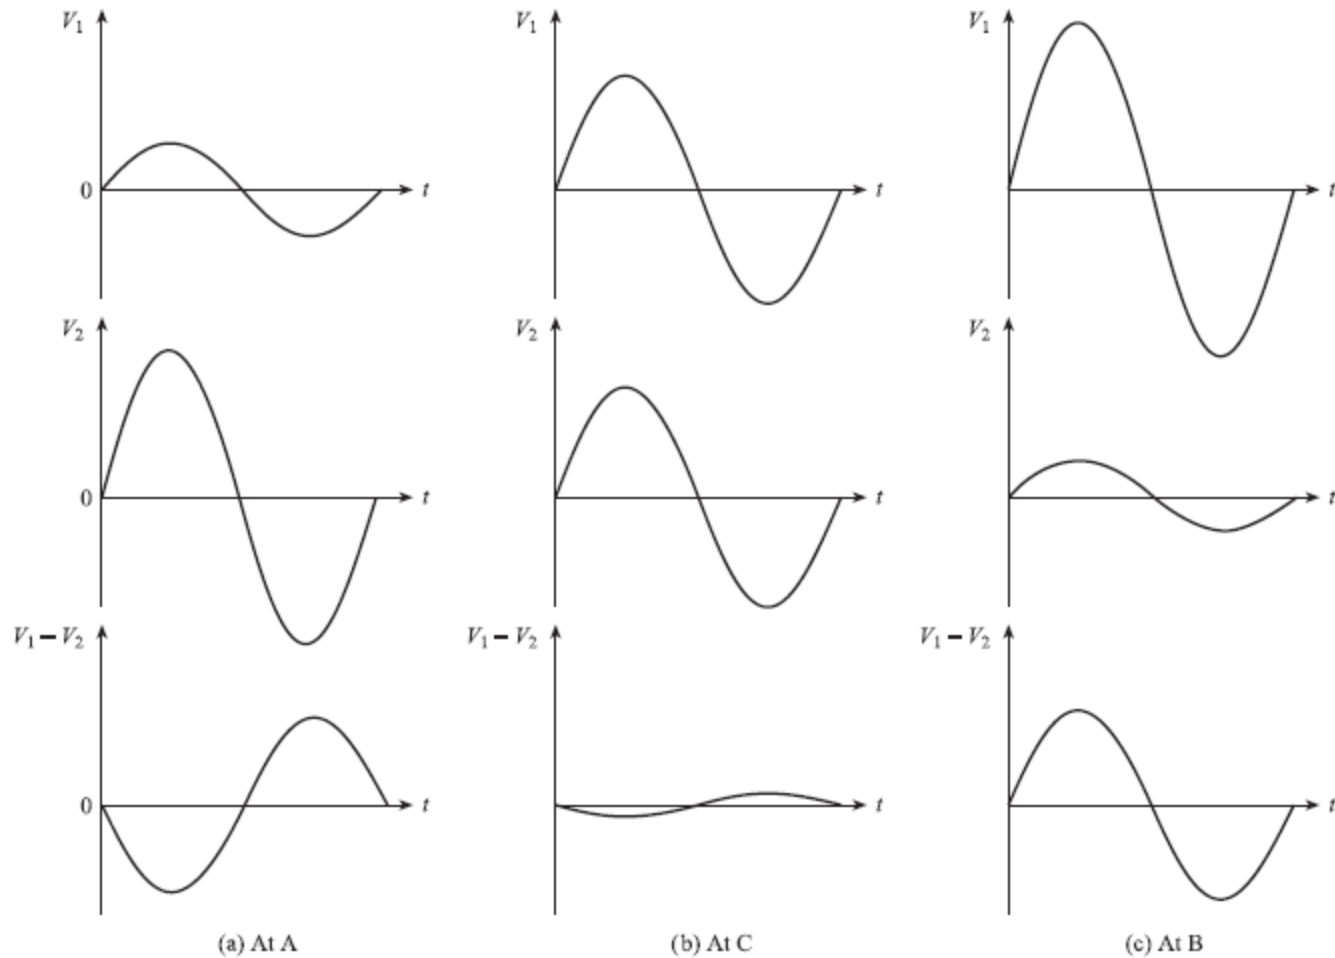 V₁ V₁ V₁
0 t t t
V₂ V₂ V₂
0 t t t
V₁ – V₂ V₁ – V₂ V₁ – V₂
0 t t t
(a) At A (b) At C (c) At B